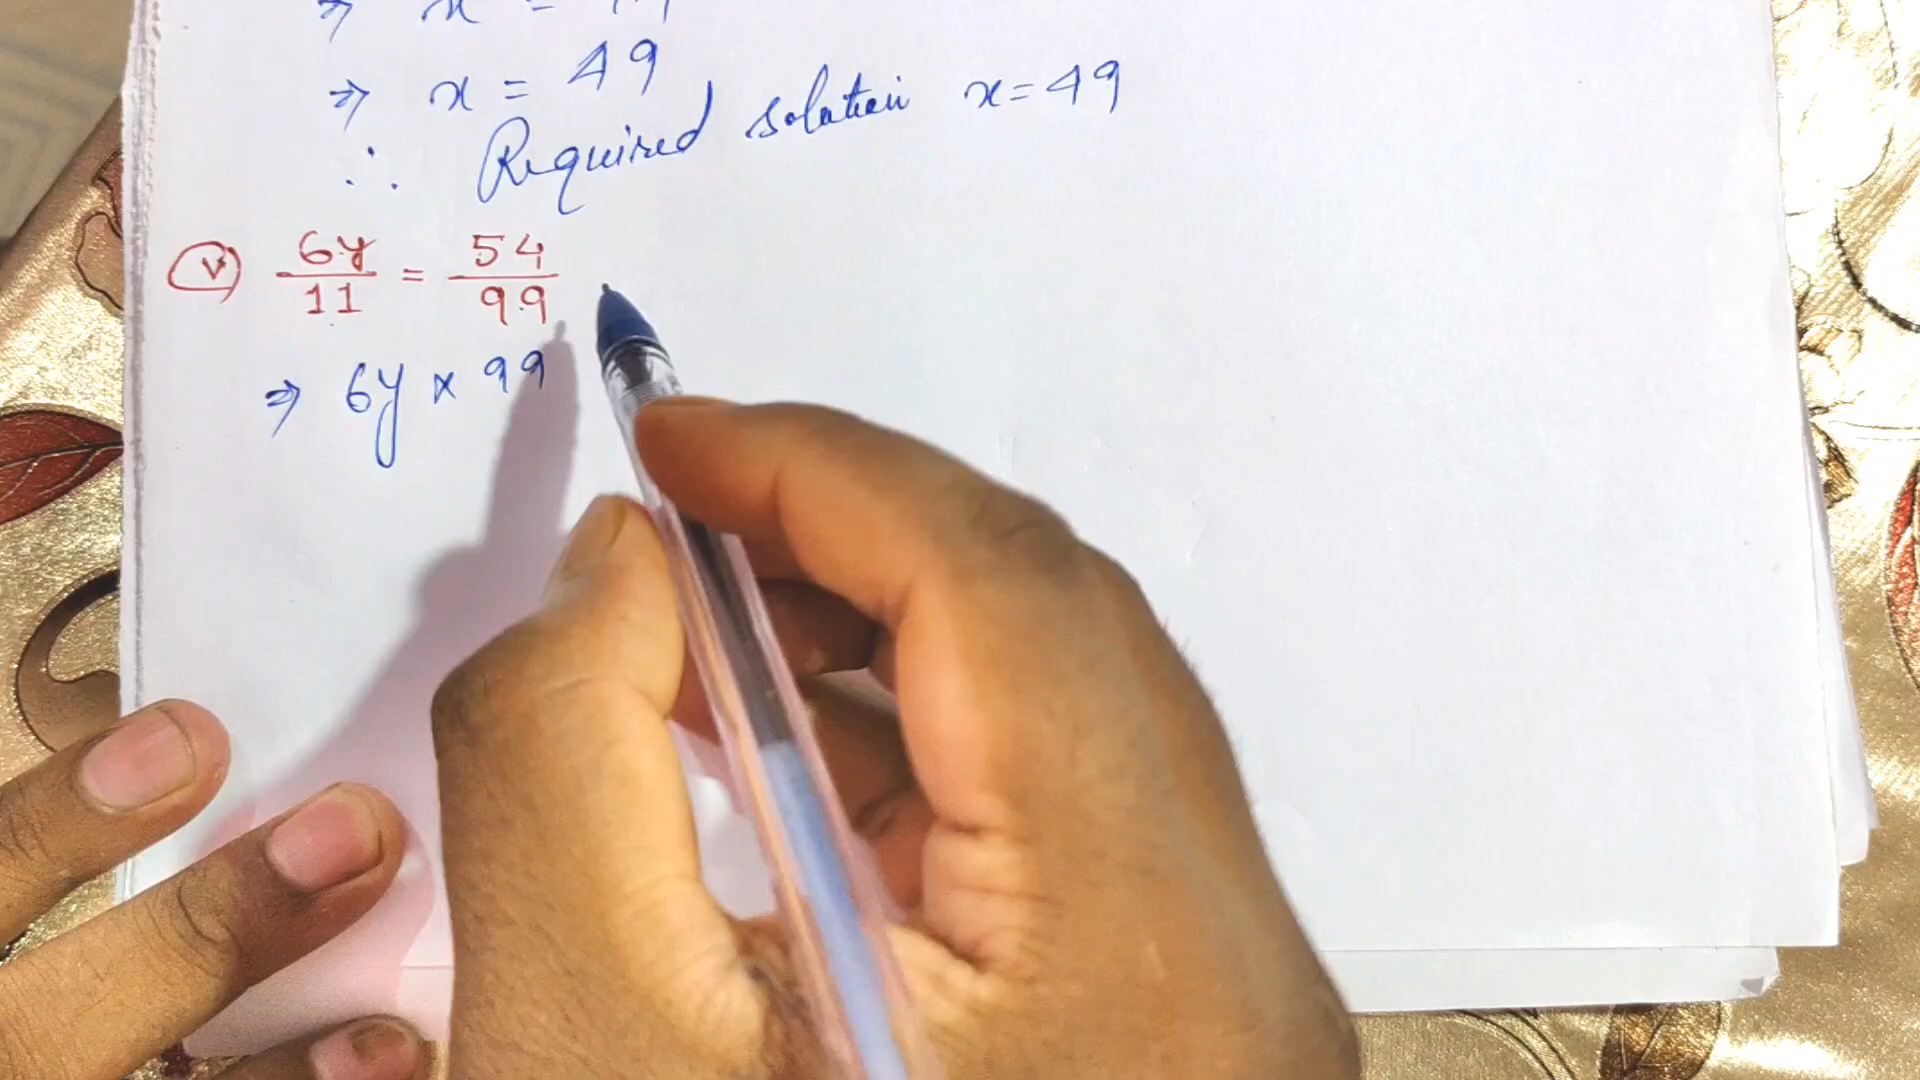 ⇒ x =
⇒ x = 49
∴ Required solution x = 49
(v) 6y/11 = 54/99
⇒ 6y × 99